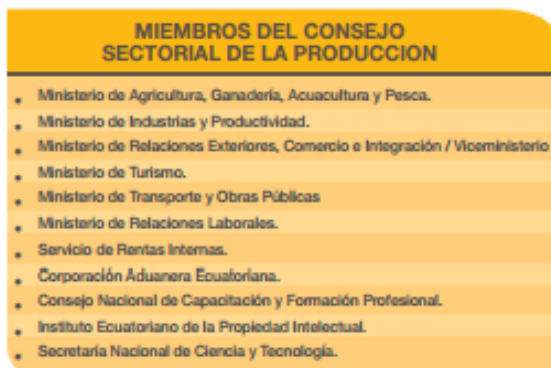 MIEMBROS DEL CONSEJO
SECTORIAL DE LA PRODUCCION
• Ministerio de Agricultura, Ganadería, Acuacultura y Pesca.
• Ministerio de Industrias y Productividad.
• Ministerio de Relaciones Exteriores, Comercio e Integración / Viceministerio
• Ministerio de Turismo.
• Ministerio de Transporte y Obras Públicas
• Ministerio de Relaciones Laborales.
• Servicio de Rentas Internas.
• Corporación Aduanera Ecuatoriana.
• Consejo Nacional de Capacitación y Formación Profesional.
• Instituto Ecuatoriano de la Propiedad Intelectual.
• Secretaría Nacional de Ciencia y Tecnología.